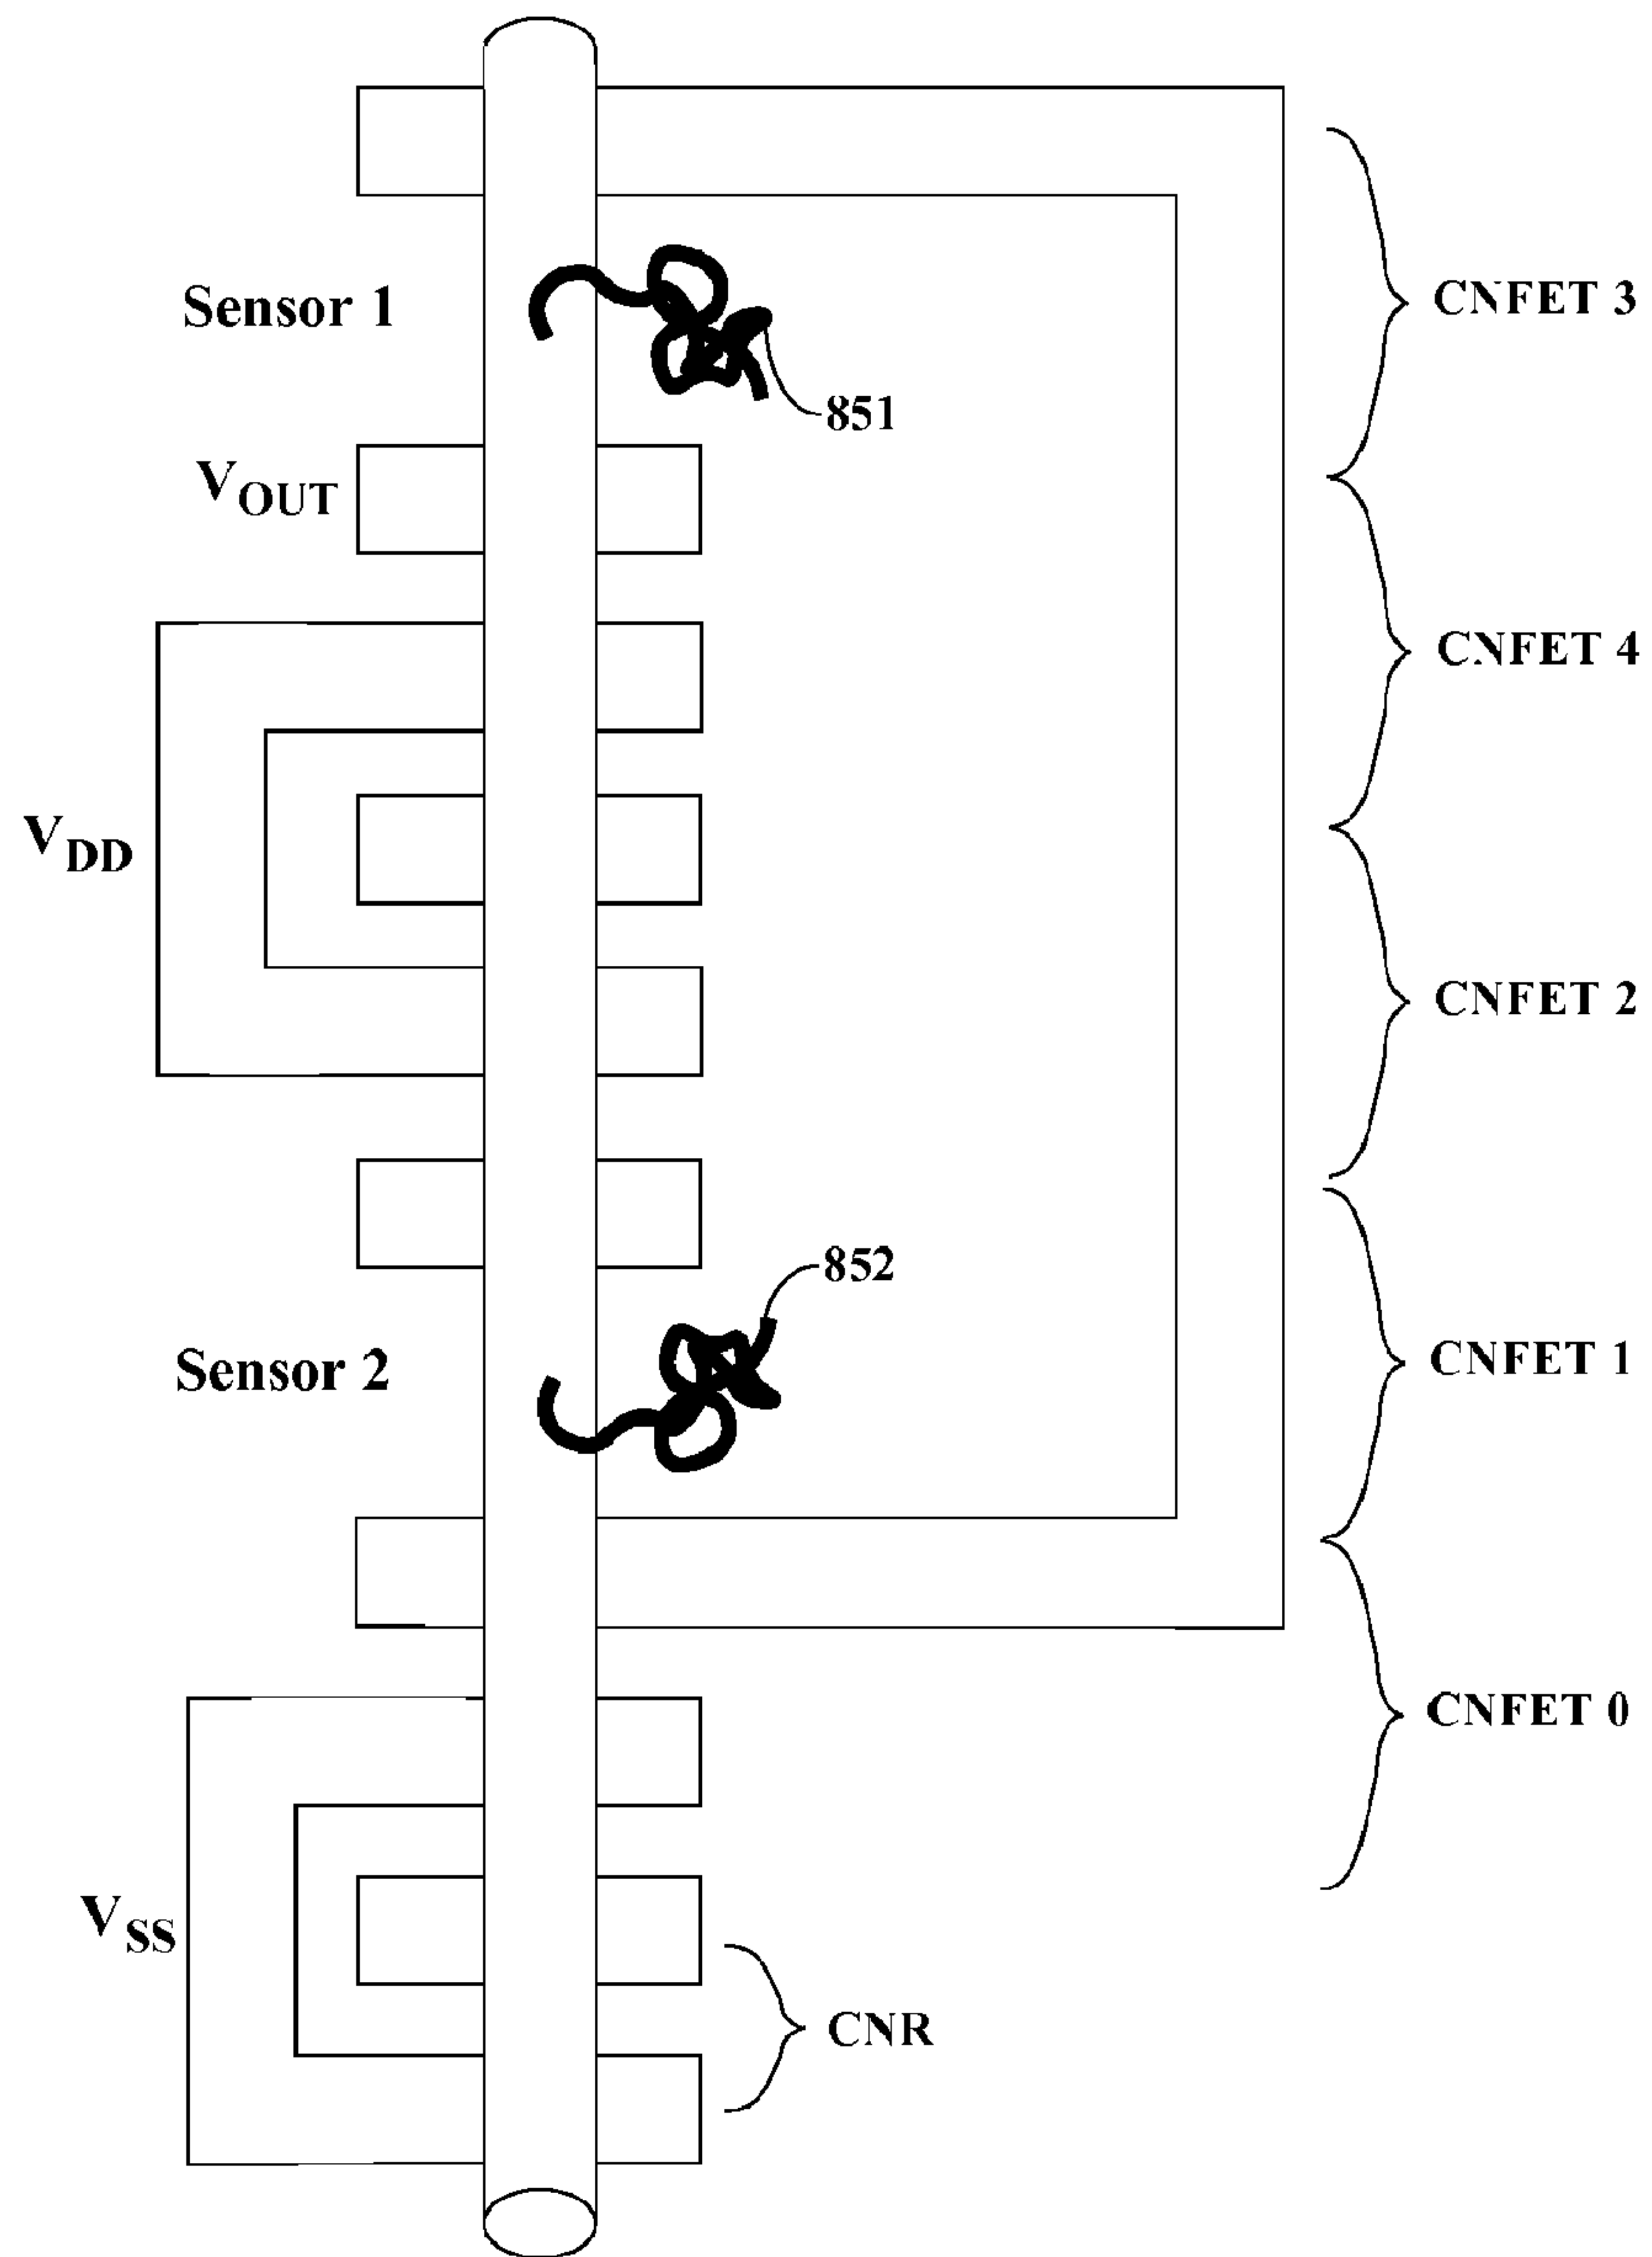 Sensor 1
CNFET 3
851
VOUT
CNFET 4
VDD
CNFET 2
852
Sensor 2
CNFET 1
CNFET 0
VSS
CNR